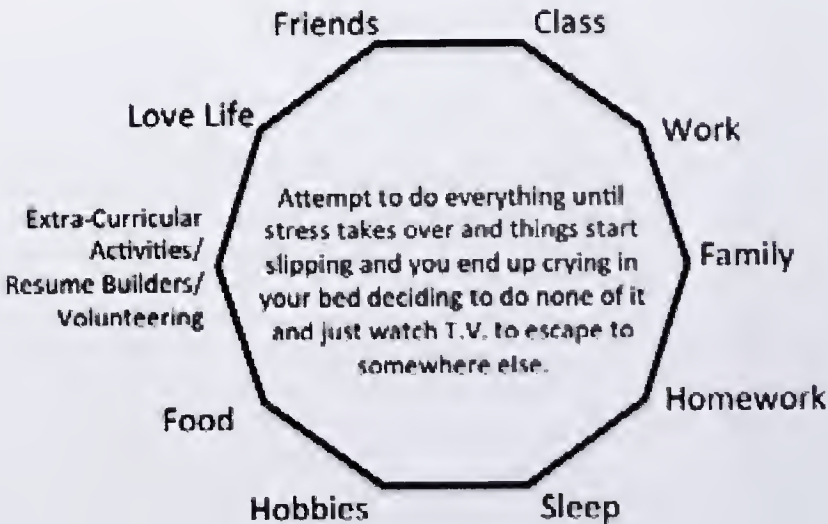 Friends
Class
Love Life
Work
Attempt to do everything until
stress takes over and things start
slipping and you end up crying in
your bed deciding to do none of it
and just watch T.V. to escape to
somewhere else.
Extra-Curricular
Activities/
Resume Builders/
Volunteering
Family
Food
Homework
Hobbies
Sleep